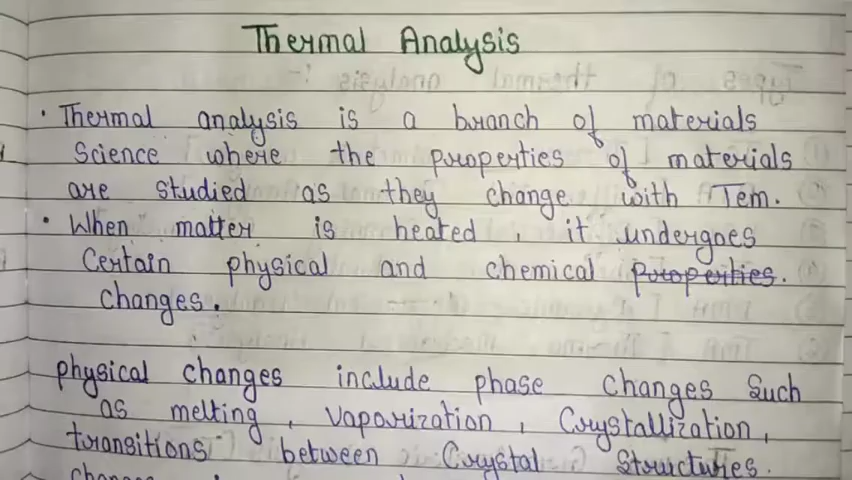 Thermal Analysis
• Thermal analysis is a branch of materials
Science where the properties of materials
are studied as they change with Tem.
• When matter is heated, it undergoes
Certain physical and chemical properties.
changes.
physical changes include phase changes Such
as melting, vaporization, Crystallization,
transitions between Crystal Structures.